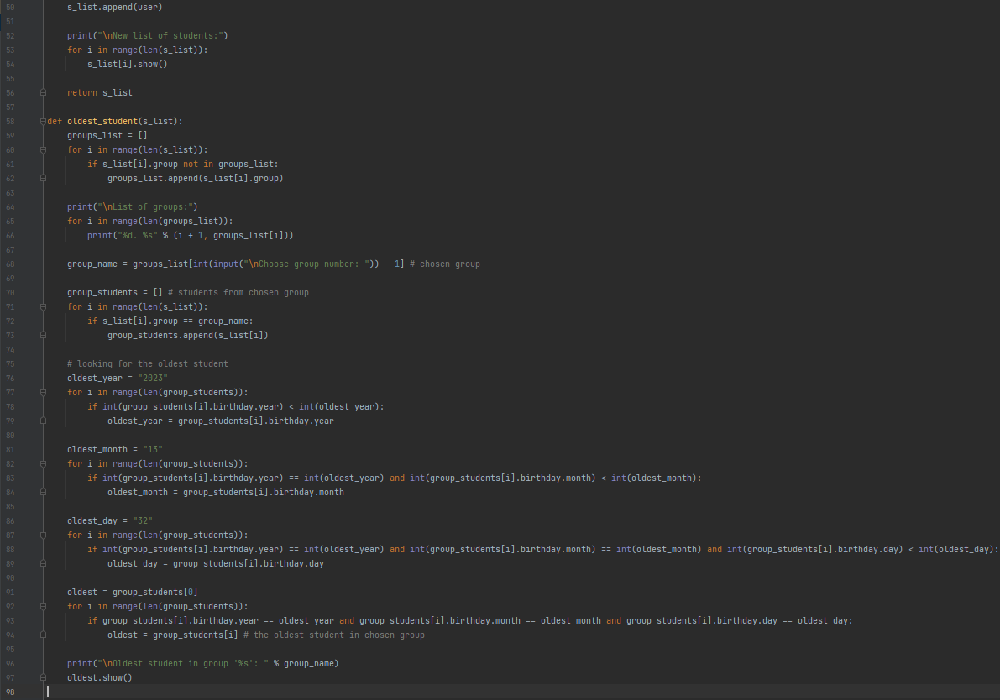 50 s_list.append(user)
51
52 print("\nNew list of students:")
53 for i in range(len(s_list)):
54 s_list[i].show()
55
56 return s_list
57
58 def oldest_student(s_list):
59 groups_list = []
60 for i in range(len(s_list)):
61 if s_list[i].group not in groups_list:
62 groups_list.append(s_list[i].group)
63
64 print("\nList of groups:")
65 for i in range(len(groups_list)):
66 print("%d. %s" % (i + 1, groups_list[i]))
67
68 group_name = groups_list[int(input("\nChoose group number: ")) - 1] # chosen group
69
70 group_students = [] # students from chosen group
71 for i in range(len(s_list)):
72 if s_list[i].group == group_name:
73 group_students.append(s_list[i])
74
75 # looking for the oldest student
76 oldest_year = "2023"
77 for i in range(len(group_students)):
78 if int(group_students[i].birthday.year) < int(oldest_year):
79 oldest_year = group_students[i].birthday.year
80
81 oldest_month = "13"
82 for i in range(len(group_students)):
83 if int(group_students[i].birthday.year) == int(oldest_year) and int(group_students[i].birthday.month) < int(oldest_month):
84 oldest_month = group_students[i].birthday.month
85
86 oldest_day = "32"
87 for i in range(len(group_students)):
88 if int(group_students[i].birthday.year) == int(oldest_year) and int(group_students[i].birthday.month) == int(oldest_month) and int(group_students[i].birthday.day) < int(oldest_day):
89 oldest_day = group_students[i].birthday.day
90
91 oldest = group_students[0]
92 for i in range(len(group_students)):
93 if group_students[i].birthday.year == oldest_year and group_students[i].birthday.month == oldest_month and group_students[i].birthday.day == oldest_day:
94 oldest = group_students[i] # the oldest student in chosen group
95
96 print("\nOldest student in group '%s': " % group_name)
97 oldest.show()
98